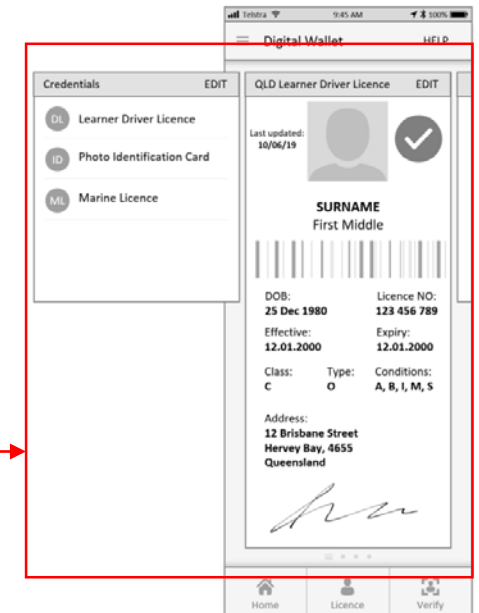 Telstra 9:45 AM 100%
Digital Wallet HELP
Credentials EDIT
DL Learner Driver Licence
ID Photo Identification Card
ML Marine Licence
QLD Learner Driver Licence EDIT
Last updated:
10/06/19
SURNAME
First Middle
DOB: Licence NO:
25 Dec 1980 123 456 789
Effective: Expiry:
12.01.2000 12.01.2000
Class: Type: Conditions:
C O A, B, I, M, S
Address:
12 Brisbane Street
Hervey Bay, 4655
Queensland
Home Licence Verify